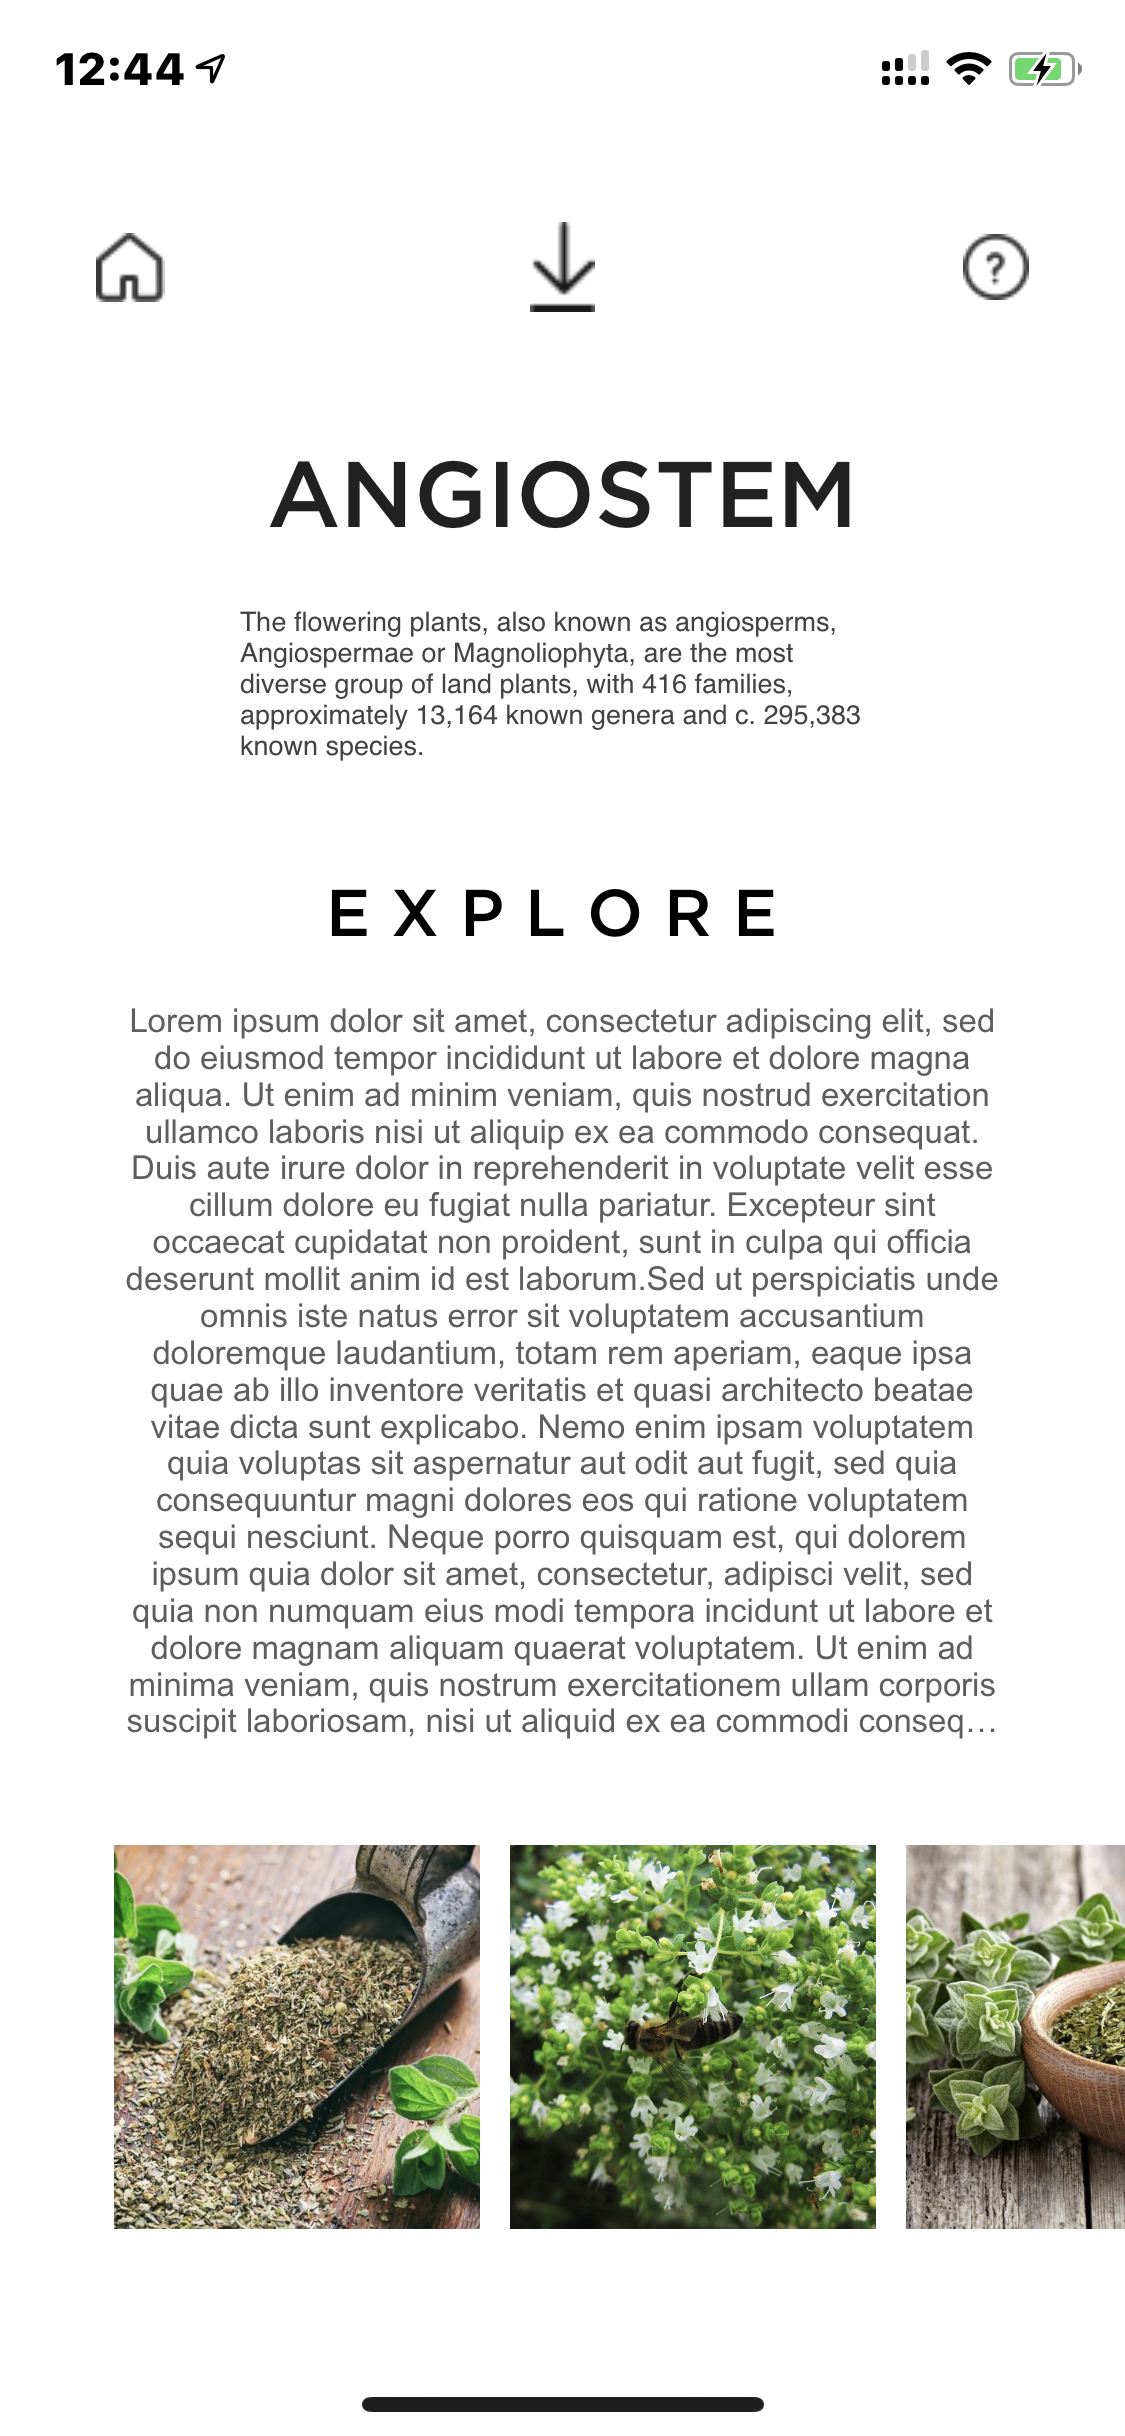 12:44
?
ANGIOSTEM
The flowering plants, also known as angiosperms,
Angiospermae or Magnoliophyta, are the most
diverse group of land plants, with 416 families,
approximately 13,164 known genera and c. 295,383
known species.
EXPLORE
Lorem ipsum dolor sit amet, consectetur adipiscing elit, sed
do eiusmod tempor incididunt ut labore et dolore magna
aliqua. Ut enim ad minim veniam, quis nostrud exercitation
ullamco laboris nisi ut aliquip ex ea commodo consequat.
Duis aute irure dolor in reprehenderit in voluptate velit esse
cillum dolore eu fugiat nulla pariatur. Excepteur sint
occaecat cupidatat non proident, sunt in culpa qui officia
deserunt mollit anim id est laborum.Sed ut perspiciatis unde
omnis iste natus error sit voluptatem accusantium
doloremque laudantium, totam rem aperiam, eaque ipsa
quae ab illo inventore veritatis et quasi architecto beatae
vitae dicta sunt explicabo. Nemo enim ipsam voluptatem
quia voluptas sit aspernatur aut odit aut fugit, sed quia
consequuntur magni dolores eos qui ratione voluptatem
sequi nesciunt. Neque porro quisquam est, qui dolorem
ipsum quia dolor sit amet, consectetur, adipisci velit, sed
quia non numquam eius modi tempora incidunt ut labore et
dolore magnam aliquam quaerat voluptatem. Ut enim ad
minima veniam, quis nostrum exercitationem ullam corporis
suscipit laboriosam, nisi ut aliquid ex ea commodi conseq…